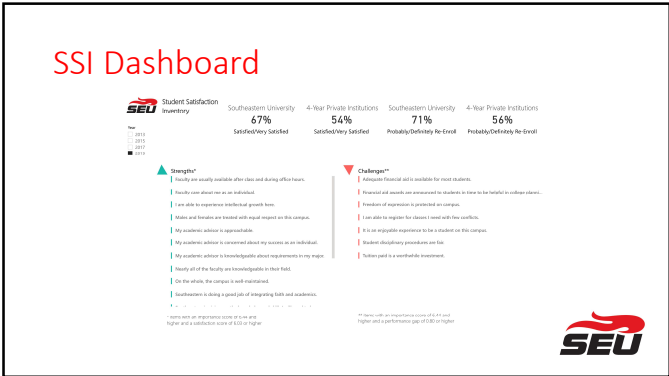 SSI Dashboard
SEU
Student Satisfaction
Inventory
Southeastern University
67%
Satisfied/Very Satisfied
4-Year Private Institutions
54%
Satisfied/Very Satisfied
Southeastern University
71%
Probably/Definitely Re-Enroll
4-Year Private Institutions
56%
Probably/Definitely Re-Enroll
Year
2013
2015
2017
Strengths*
Faculty are usually available after class and during office hours.
Faculty care about me as an individual.
I am able to experience intellectual growth here.
Males and females are treated with equal respect on this campus.
My academic advisor is approachable.
My academic advisor is concerned about my success as an individual.
My academic advisor is knowledgeable about requirements in my major.
Nearly all of the faculty are knowledgeable in their field.
On the whole, the campus is well-maintained.
Southeastern is doing a good job of integrating faith and academics.
* Items with an importance score of 6.44 and
higher and a satisfaction score of 6.03 or higher
Challenges**
Adequate financial aid is available for most students.
Financial aid awards are announced to students in time to be helpful in college plann...
Freedom of expression is protected on campus.
I am able to register for classes I need with few conflicts.
It is an enjoyable experience to be a student on this campus.
Student disciplinary procedures are fair.
Tuition paid is a worthwhile investment.
** Items with an importance score of 6.44 and
higher and a performance gap of 0.80 or higher
SEU